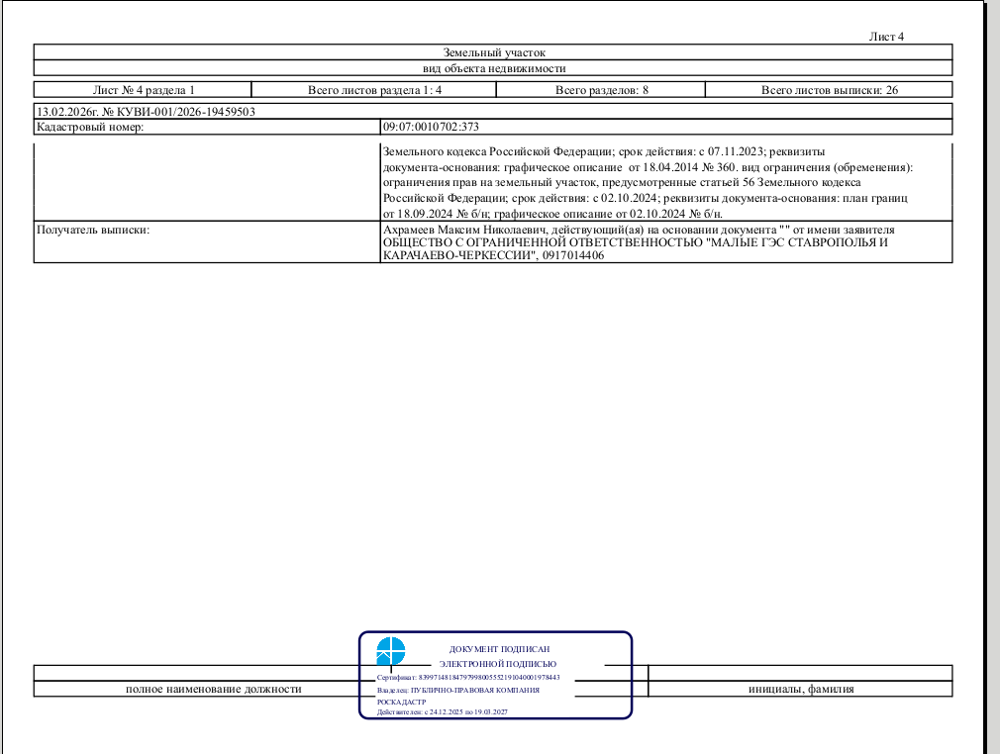 Лист 4
Земельный участок
вид объекта недвижимости
Лист № 4 раздела 1 Всего листов раздела 1: 4 Всего разделов: 8 Всего листов выписки: 26
13.02.2026г. № КУВИ-001/2026-19459503
Кадастровый номер: 09:07:0010702:373
Земельного кодекса Российской Федерации; срок действия: с 07.11.2023; реквизиты
документа-основания: графическое описание от 18.04.2014 № 360. вид ограничения (обременения):
ограничения прав на земельный участок, предусмотренные статьей 56 Земельного кодекса
Российской Федерации; срок действия: с 02.10.2024; реквизиты документа-основания: план границ
от 18.09.2024 № б/н; графическое описание от 02.10.2024 № б/н.
Получатель выписки: Ахрамеев Максим Николаевич, действующий(ая) на основании документа "" от имени заявителя
ОБЩЕСТВО С ОГРАНИЧЕННОЙ ОТВЕТСТВЕННОСТЬЮ "МАЛЫЕ ГЭС СТАВРОПОЛЬЯ И
КАРАЧАЕВО-ЧЕРКЕССИИ", 0917014406
ДОКУМЕНТ ПОДПИСАН
ЭЛЕКТРОННОЙ ПОДПИСЬЮ
Сертификат: 83997148184797998005552191040001978443
Владелец: ПУБЛИЧНО-ПРАВОВАЯ КОМПАНИЯ
РОСКАДАСТР
Действителен: с 24.12.2025 по 19.03.2027
полное наименование должности инициалы, фамилия